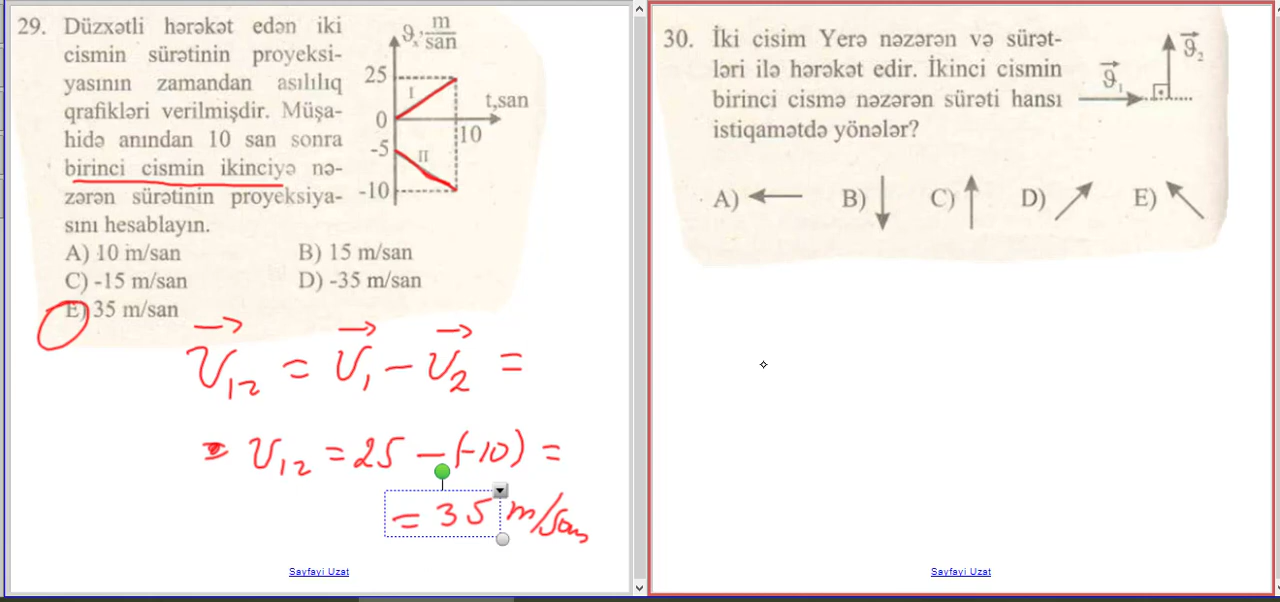 29. Düzxətli hərəkət edən iki
cismin sürətinin proyeksi-
yasının zamandan asılılıq
qrafikləri verilmişdir. Müşa-
hidə anından 10 san sonra
birinci cismin ikinciyə nə-
zərən sürətinin proyeksiya-
sını hesablayın.
A) 10 m/san B) 15 m/san
C) -15 m/san D) -35 m/san
E) 35 m/san
ϑₓ, m/san
25
I
t,san
0
10
-5
II
-10
V₁₂ = V₁ - V₂ =
V₁₂ = 25 - (-10) =
= 35 m/san
Sayfayi Uzat
30. İki cisim Yerə nəzərən ϑ₁ və ϑ₂ sürət-
ləri ilə hərəkət edir. İkinci cismin
birinci cismə nəzərən sürəti hansı
istiqamətdə yönələr?
ϑ₂
ϑ₁
A) B) C) D) E)
Sayfayi Uzat